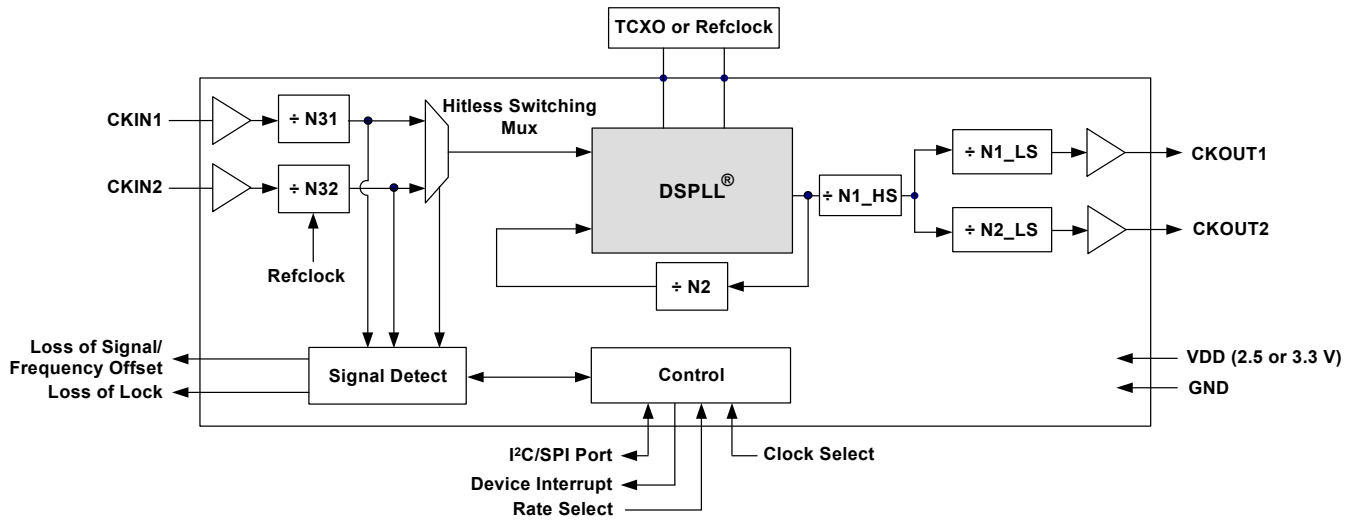 TCXO or Refclock
CKIN1
÷ N31
Hitless Switching
Mux
CKIN2
÷ N32
Refclock
DSPLL®
÷ N1_HS
÷ N1_LS
CKOUT1
÷ N2_LS
CKOUT2
÷ N2
Loss of Signal/
Frequency Offset
Loss of Lock
Signal Detect
Control
VDD (2.5 or 3.3 V)
GND
I²C/SPI Port
Clock Select
Device Interrupt
Rate Select